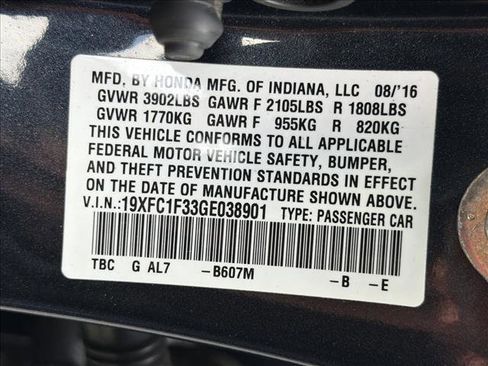 MFD. BY HONDA MFG. OF INDIANA, LLC 08/'16
GVWR 3902LBS GAWR F 2105LBS R 1808LBS
GVWR 1770KG GAWR F 955KG R 820KG
THIS VEHICLE CONFORMS TO ALL APPLICABLE
FEDERAL MOTOR VEHICLE SAFETY, BUMPER,
AND THEFT PREVENTION STANDARDS IN EFFECT
ON THE DATE OF MANUFACTURE SHOWN ABOVE.
V.I.N.:19XFC1F33GE038901 TYPE: PASSENGER CAR
TBC G AL7 -B607M -B -E